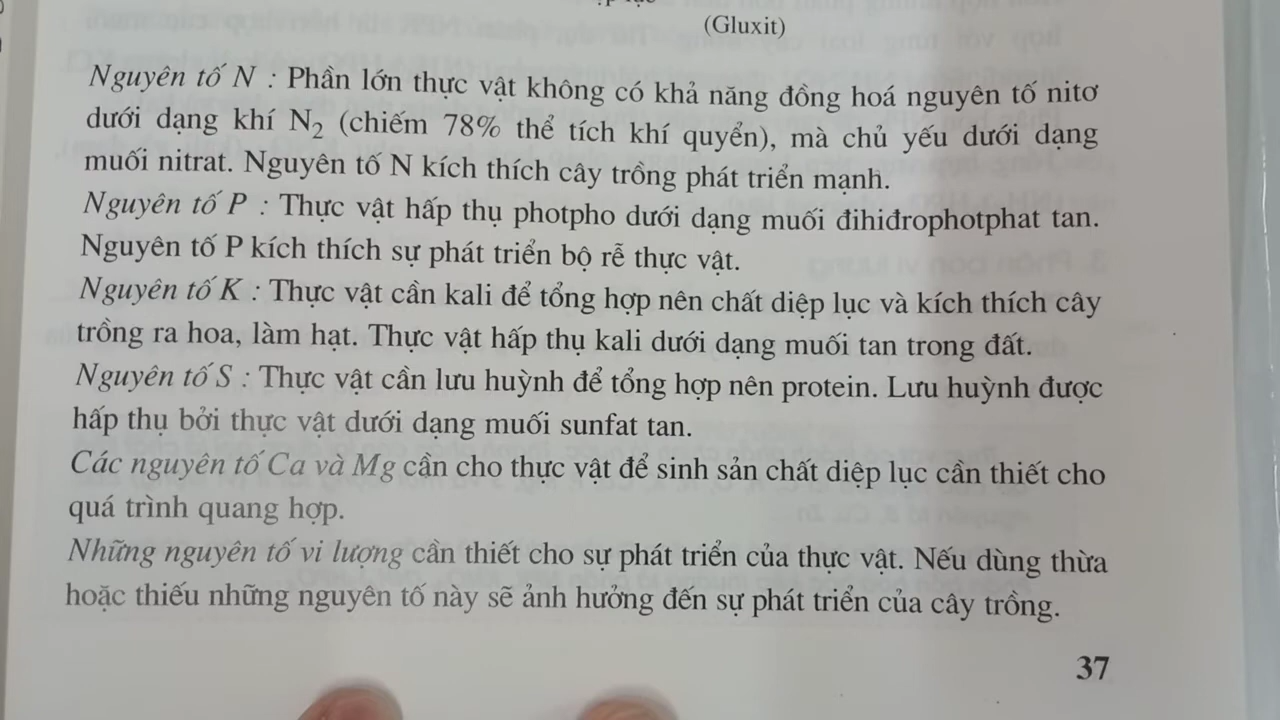 (Gluxit)
Nguyên tố N : Phần lớn thực vật không có khả năng đồng hoá nguyên tố nitơ
dưới dạng khí N₂ (chiếm 78% thể tích khí quyển), mà chủ yếu dưới dạng
muối nitrat. Nguyên tố N kích thích cây trồng phát triển mạnh.
Nguyên tố P : Thực vật hấp thụ photpho dưới dạng muối đihiđrophotphat tan.
Nguyên tố P kích thích sự phát triển bộ rễ thực vật.
Nguyên tố K : Thực vật cần kali để tổng hợp nên chất diệp lục và kích thích cây
trồng ra hoa, làm hạt. Thực vật hấp thụ kali dưới dạng muối tan trong đất.
Nguyên tố S : Thực vật cần lưu huỳnh để tổng hợp nên protein. Lưu huỳnh được
hấp thụ bởi thực vật dưới dạng muối sunfat tan.
Các nguyên tố Ca và Mg cần cho thực vật để sinh sản chất diệp lục cần thiết cho
quá trình quang hợp.
Những nguyên tố vi lượng cần thiết cho sự phát triển của thực vật. Nếu dùng thừa
hoặc thiếu những nguyên tố này sẽ ảnh hưởng đến sự phát triển của cây trồng.
37